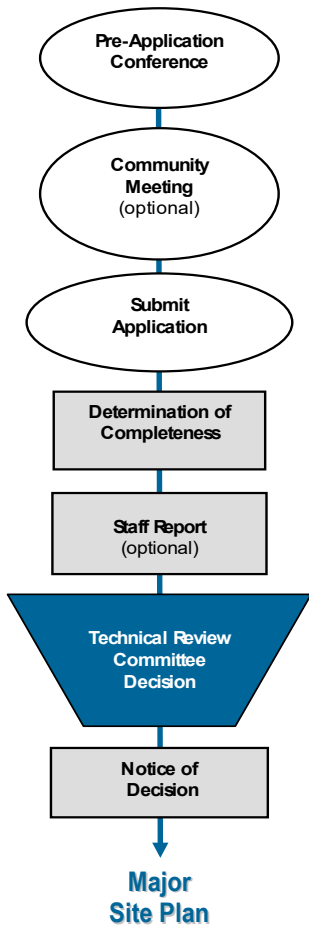 Pre-Application
Conference
Community
Meeting
(optional)
Submit
Application
Determination of
Completeness
Staff Report
(optional)
Technical Review
Committee
Decision
Notice of
Decision
Major
Site Plan